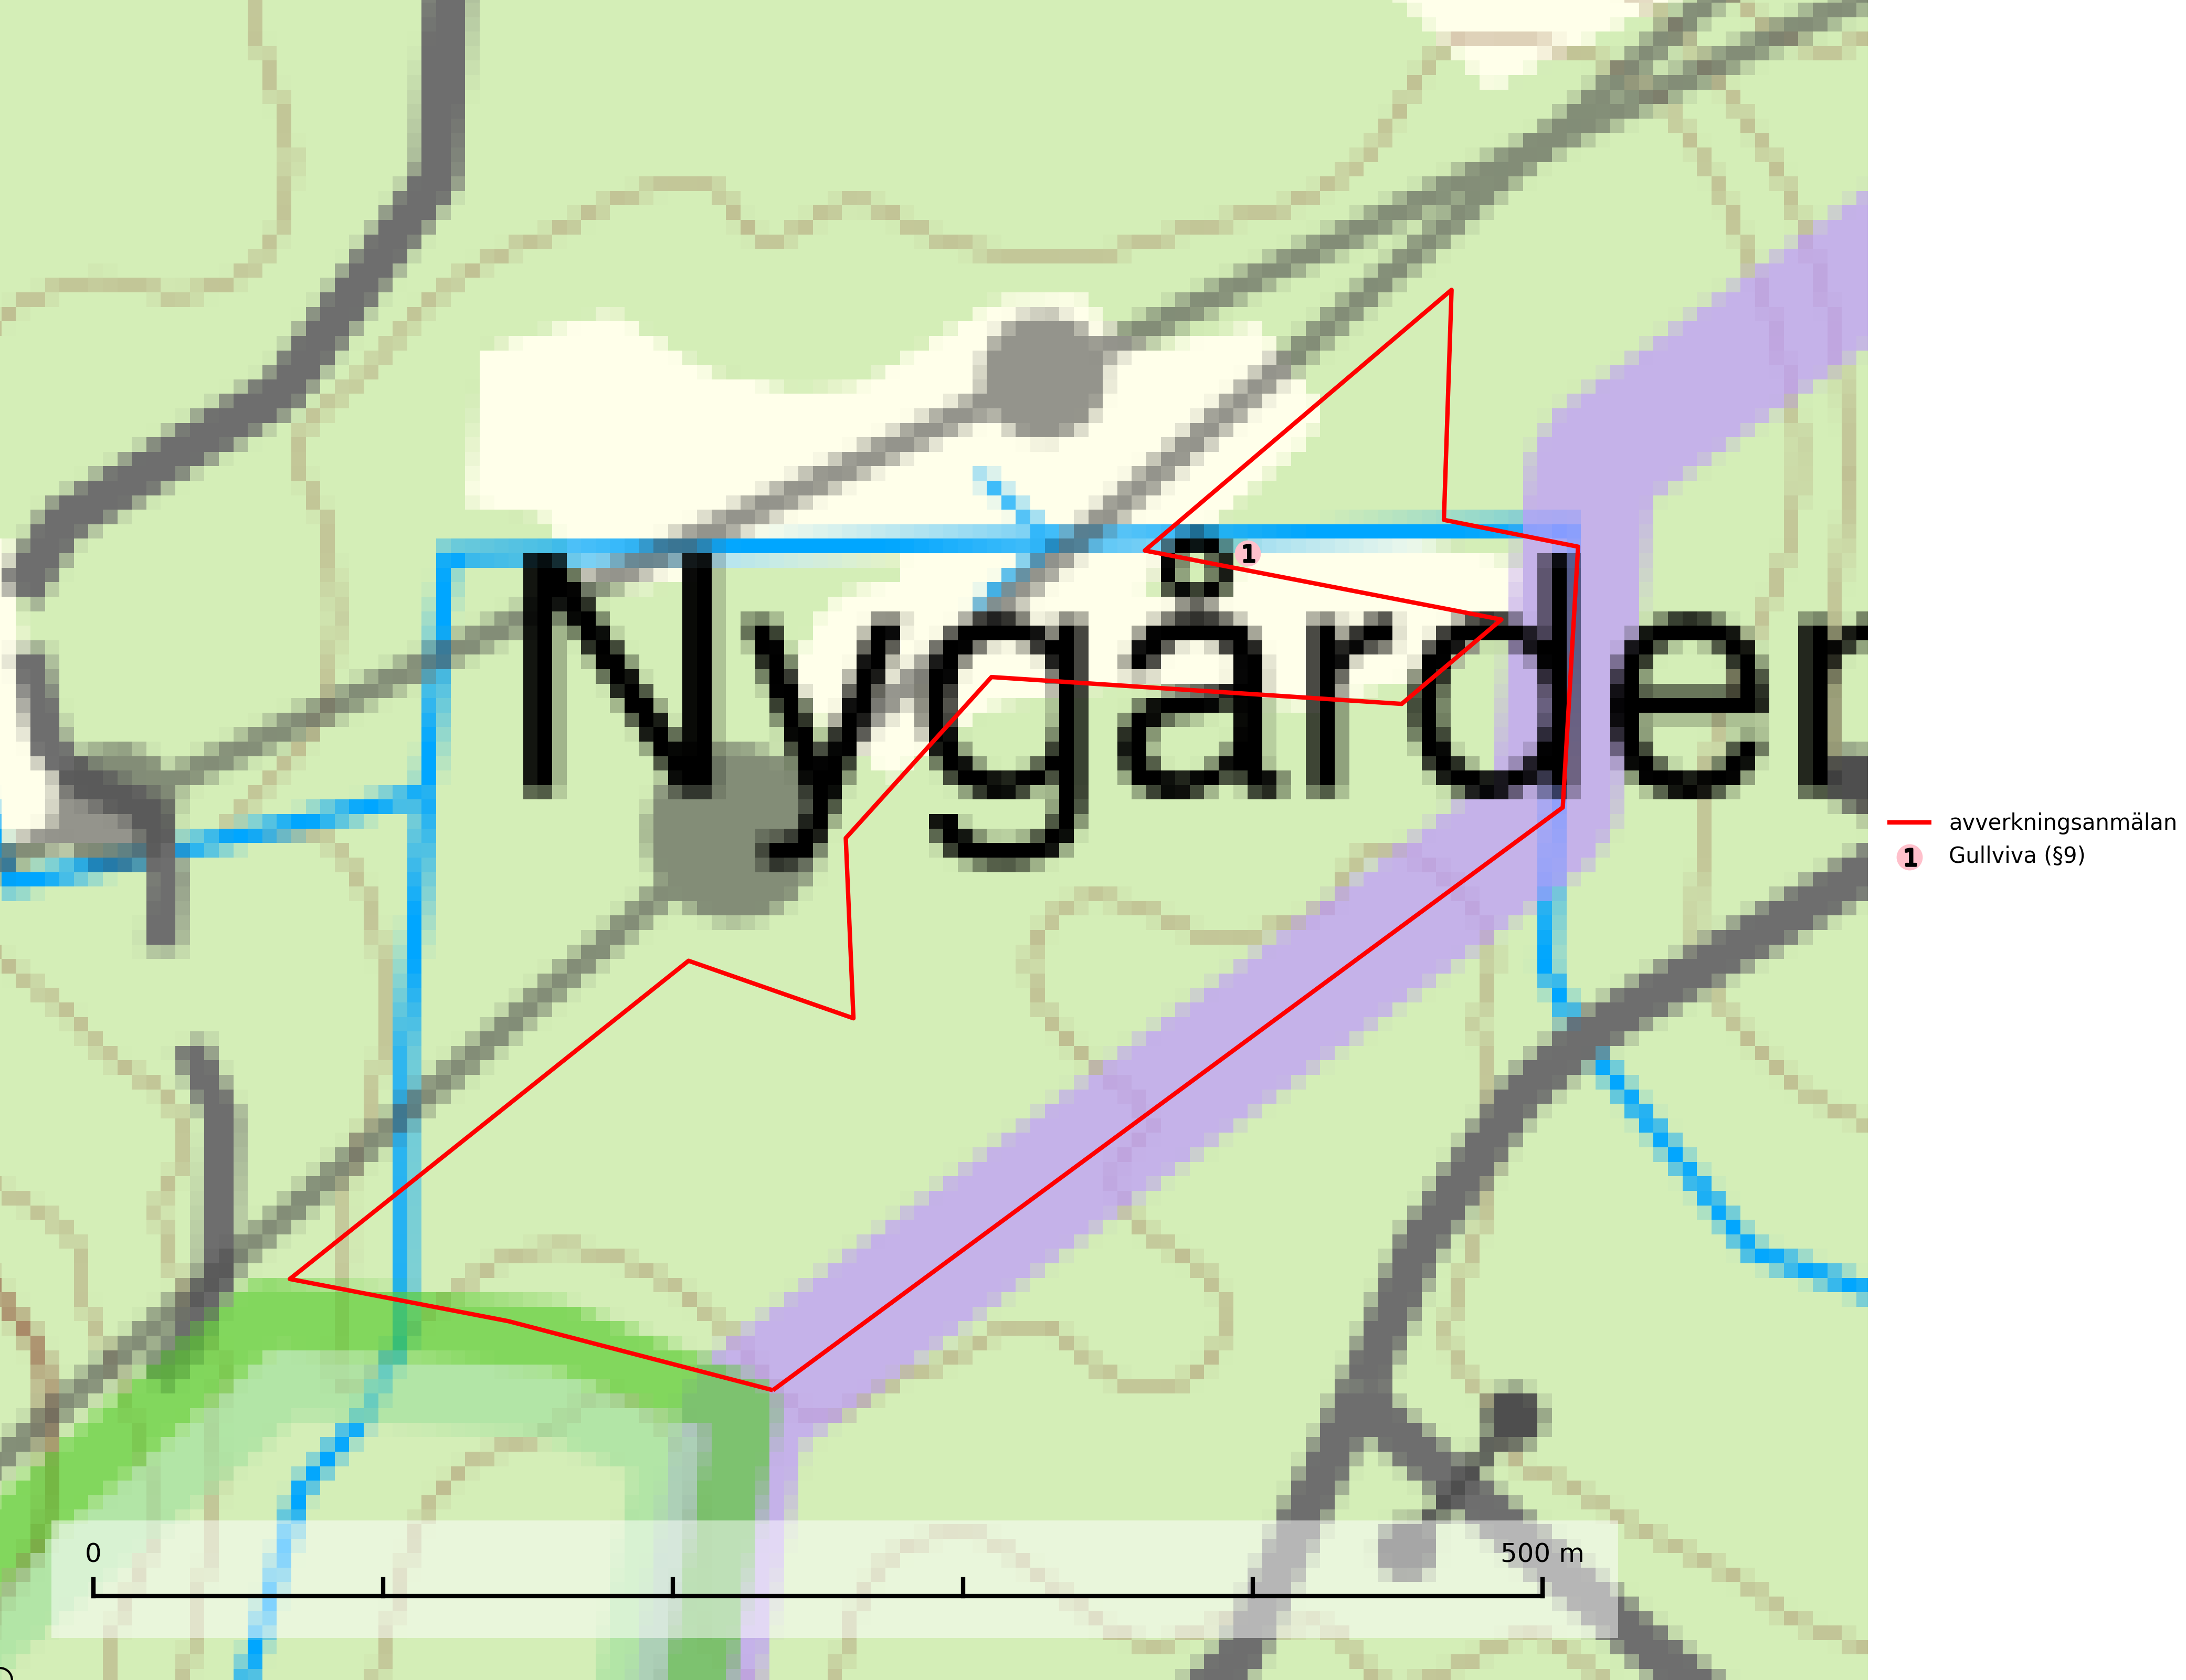 1
Nygården
avverkningsanmälan
1 Gullviva (§9)
0 500 m